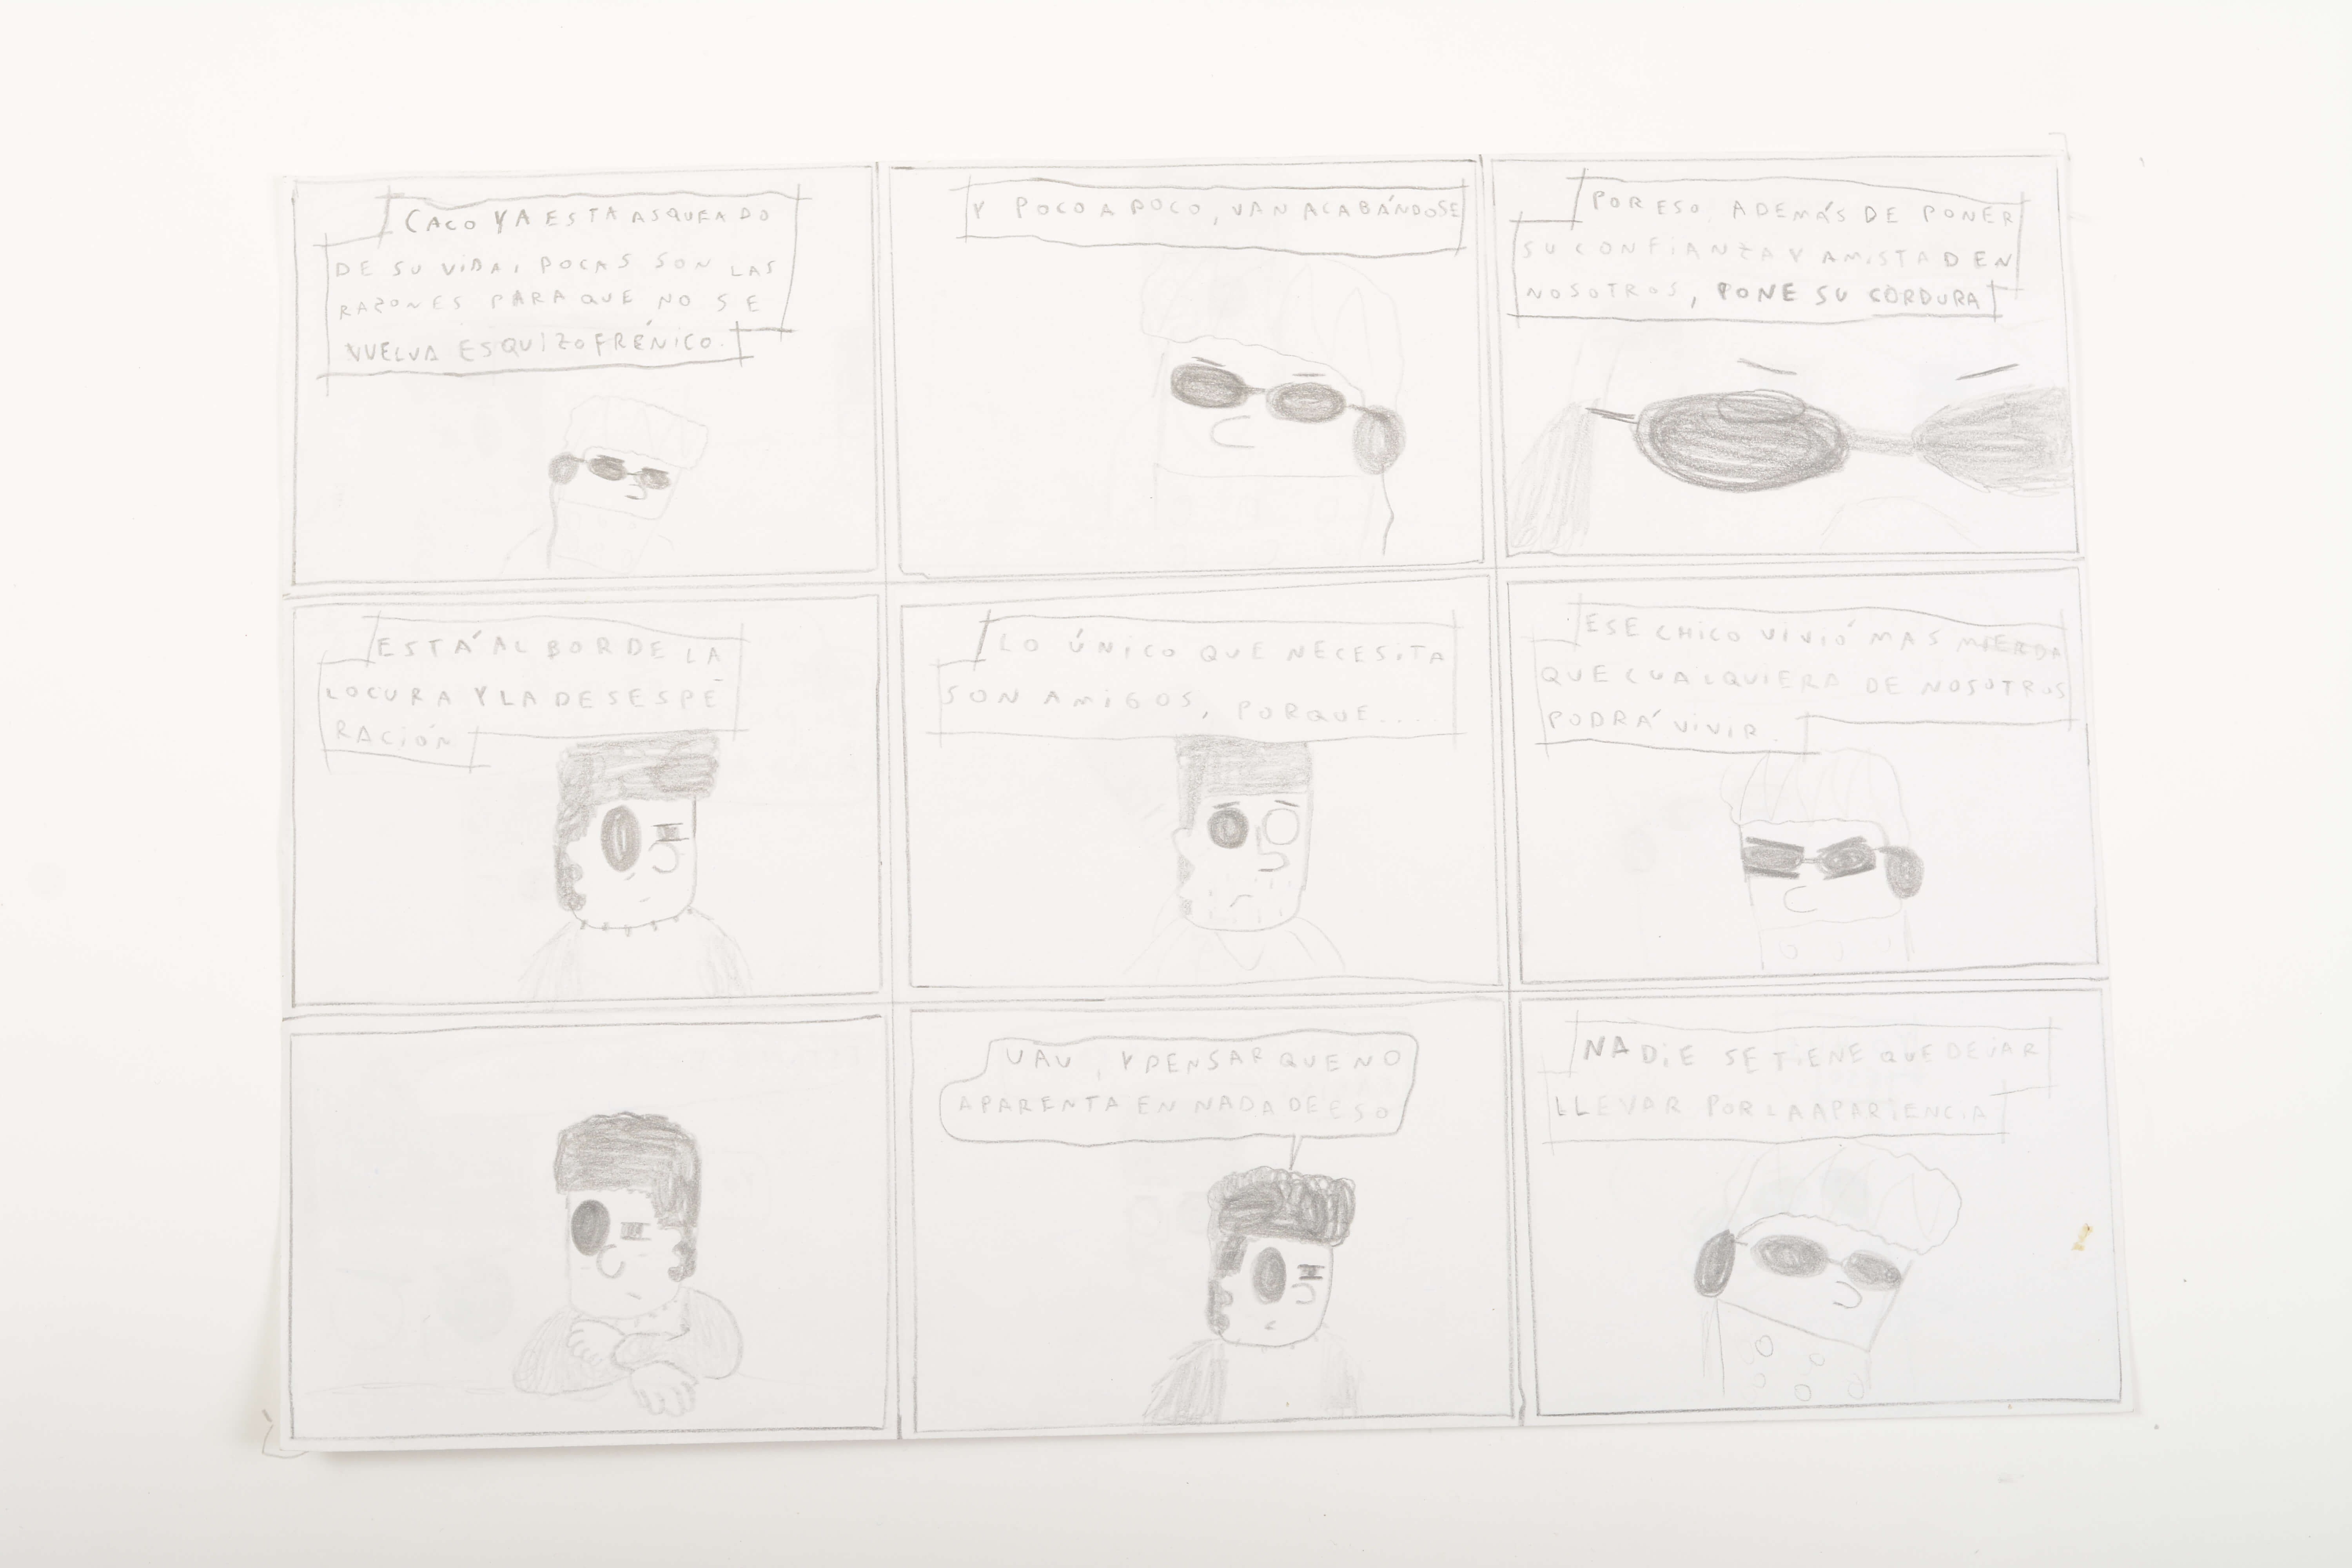 CACO YA ESTA ASQUEADO
DE SU VIDA, POCAS SON LAS
RAZONES PARA QUE NO SE
VUELVA ESQUIZOFRÉNICO.
Y POCO A POCO, VAN ACABÁNDOSE
POR ESO, ADEMÁS DE PONER
SU CONFIANZA Y AMISTAD EN
NOSOTROS, PONE SU CORDURA
ESTÁ AL BORDE LA
LOCURA Y LA DESESPE
RACIÓN
LO ÚNICO QUE NECESITA
SON AMIGOS, PORQUE....
ESE CHICO VIVIÓ MAS MIERDA
QUE CUALQUIERA DE NOSOTROS
PODRÁ VIVIR.
UAU, Y PENSAR QUE NO
APARENTA EN NADA DE ESO
NADIE SE TIENE QUE DEJAR
LLEVAR POR LA APARIENCIA